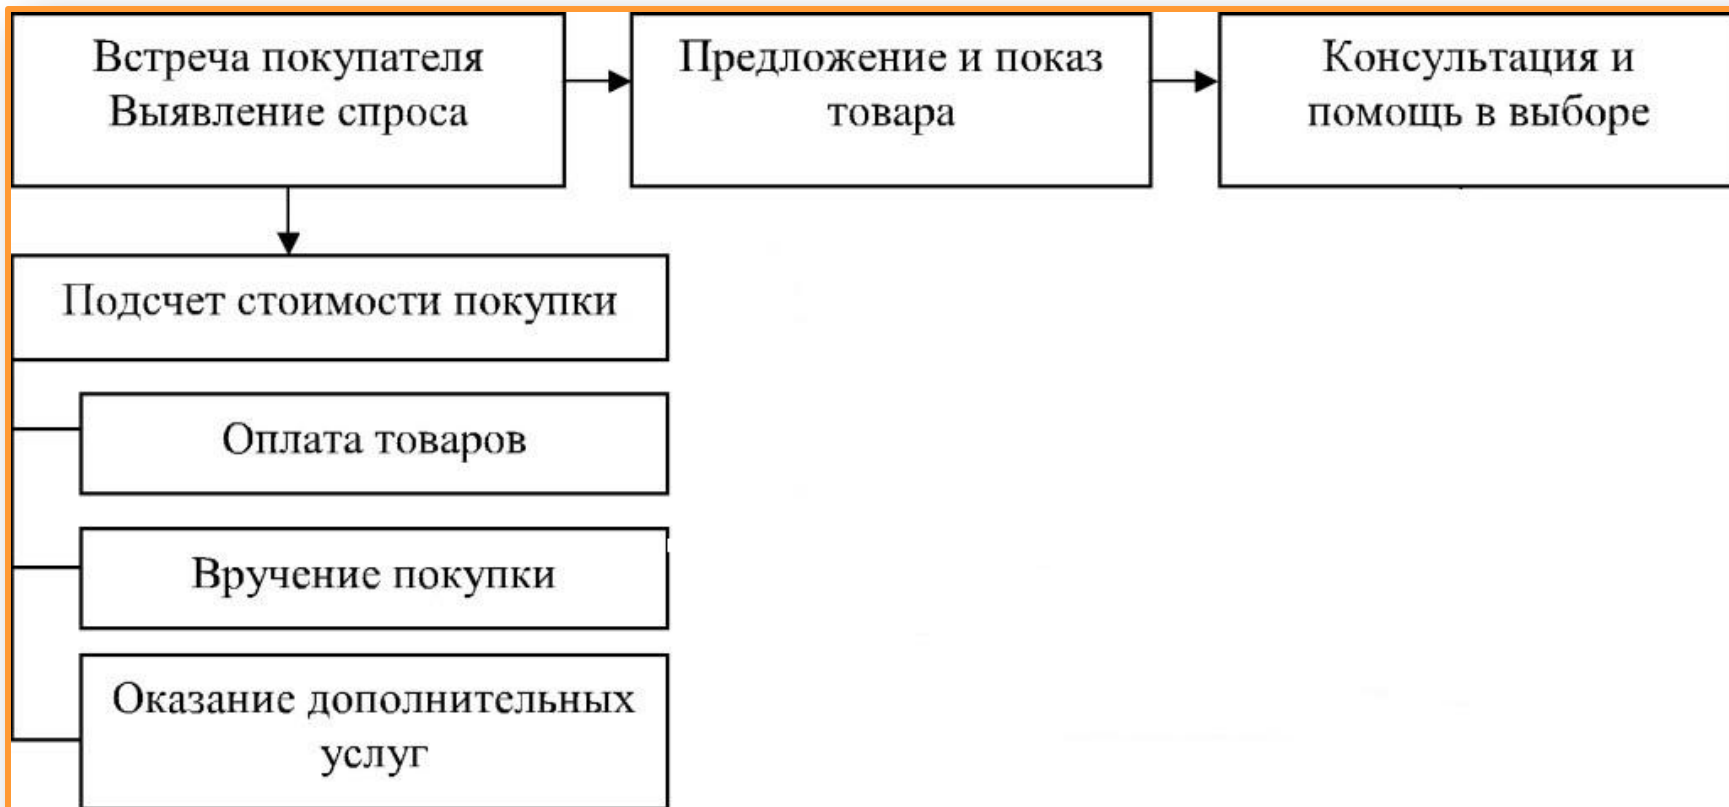 Встреча покупателя
Выявление спроса
Предложение и показ
товара
Консультация и
помощь в выборе
Подсчет стоимости покупки
Оплата товаров
Вручение покупки
Оказание дополнительных
услуг